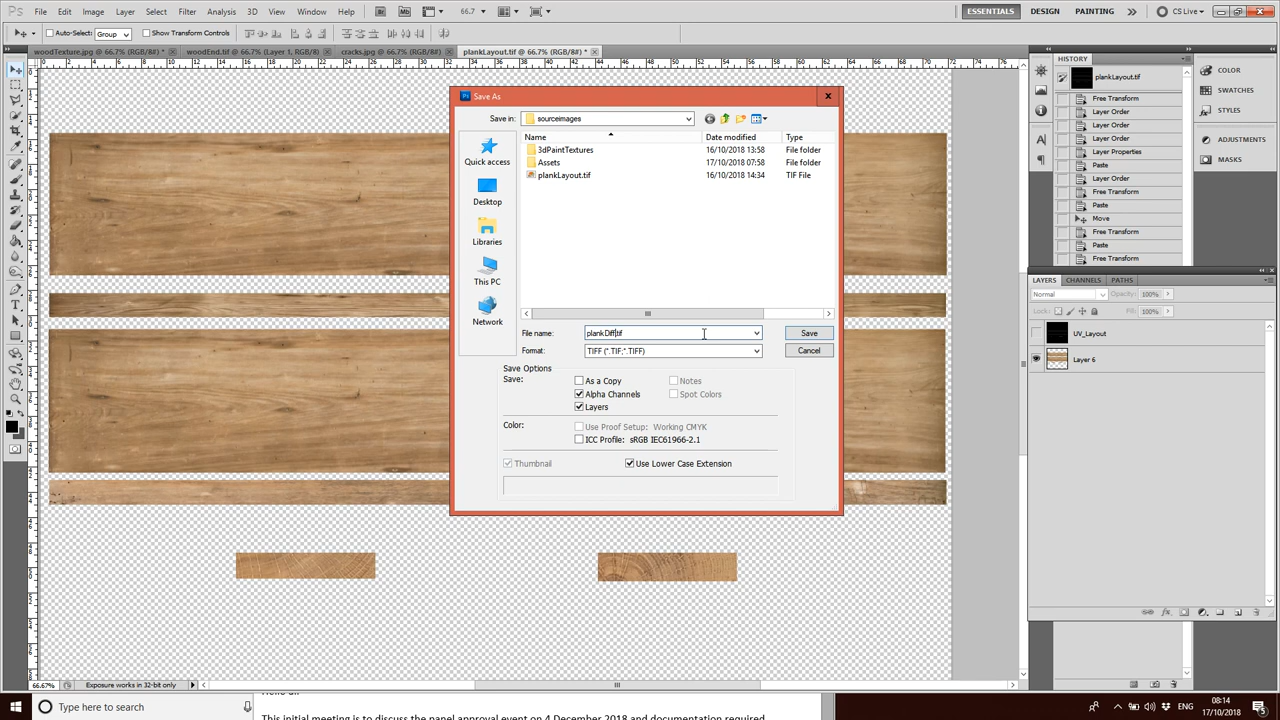 Ps File Edit Image Layer Select Filter Analysis 3D View Window Help Br Mb 66.7 ESSENTIALS DESIGN PAINTING CS Live
Auto-Select: Group Show Transform Controls
woodTexture.jpg @ 66.7% (RGB/8#) * woodEnd.tif @ 66.7% (Layer 1, RGB/8) cracks.jpg @ 66.7% (RGB/8#) plankLayout.tif @ 66.7% (RGB/8#) *
HISTORY
plankLayout.tif
Free Transform
Layer Order
Layer Order
Layer Order
Layer Properties
Paste
Layer Order
Free Transform
Paste
Move
Free Transform
Paste
Free Transform
COLOR
SWATCHES
STYLES
ADJUSTMENTS
MASKS
LAYERS CHANNELS PATHS
Normal Opacity: 100%
Lock: Fill: 100%
UV_Layout
Layer 6
Save As
Save in: sourceimages
Name Date modified Type
3dPaintTextures 16/10/2018 13:58 File folder
Assets 17/10/2018 07:58 File folder
plankLayout.tif 16/10/2018 14:34 TIF File
Quick access
Desktop
Libraries
This PC
Network
File name: plankDiff.tif Save
Format: TIFF (*.TIF;*.TIFF) Cancel
Save Options
Save: As a Copy Notes
Alpha Channels Spot Colors
Layers
Color: Use Proof Setup: Working CMYK
ICC Profile: sRGB IEC61966-2.1
Thumbnail Use Lower Case Extension
66.67% Exposure works in 32-bit only
This initial meeting is to discuss the panel approval event on 4 December 2018 and documentation required
Type here to search
ENG 08:14
17/10/2018